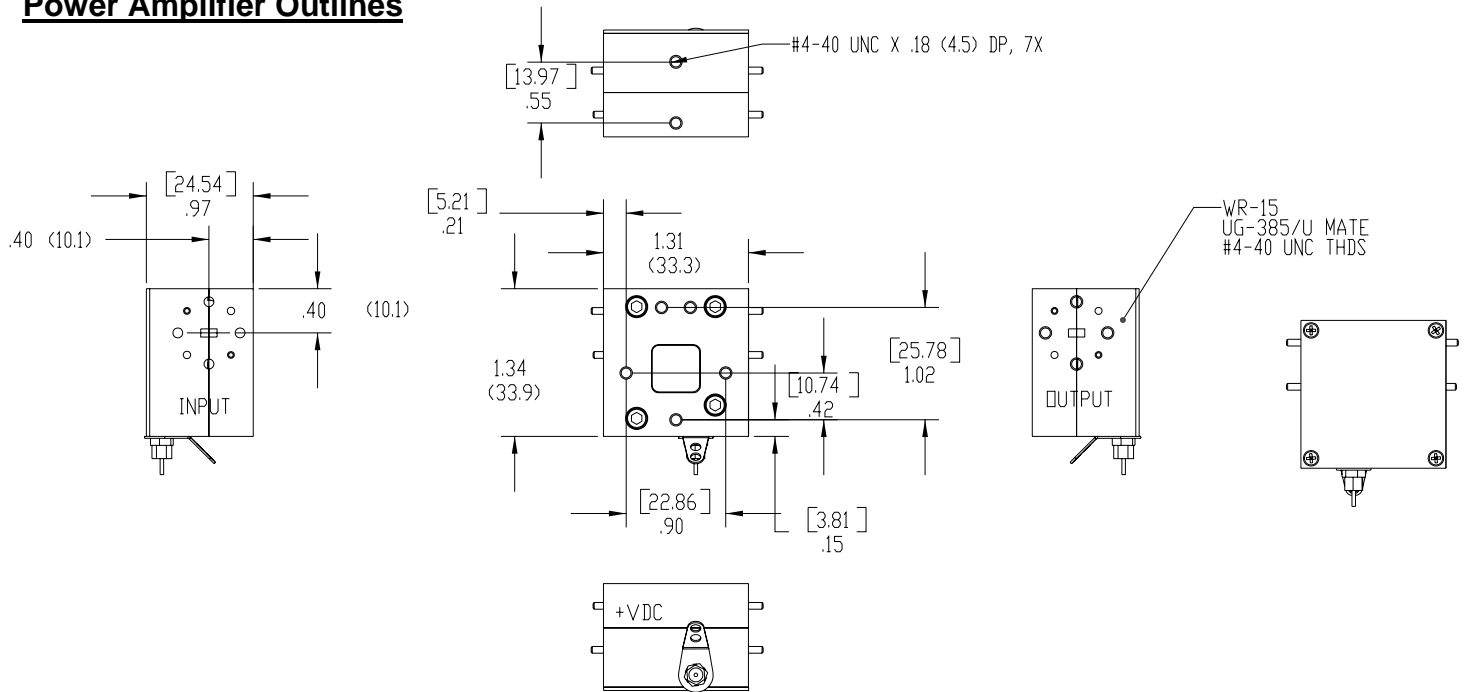 Power Amplifier Outlines
#4-40 UNC X .18 (4.5) DP, 7X
[13.97]
.55
[24.54]
.97
.40 (10.1)
.40 (10.1)
INPUT
[5.21]
.21
1.31
(33.3)
1.34
(33.9)
[25.78]
1.02
[10.74]
.42
[22.86]
.90
[3.81]
.15
WR-15
UG-385/U MATE
#4-40 UNC THDS
OUTPUT
+VDC